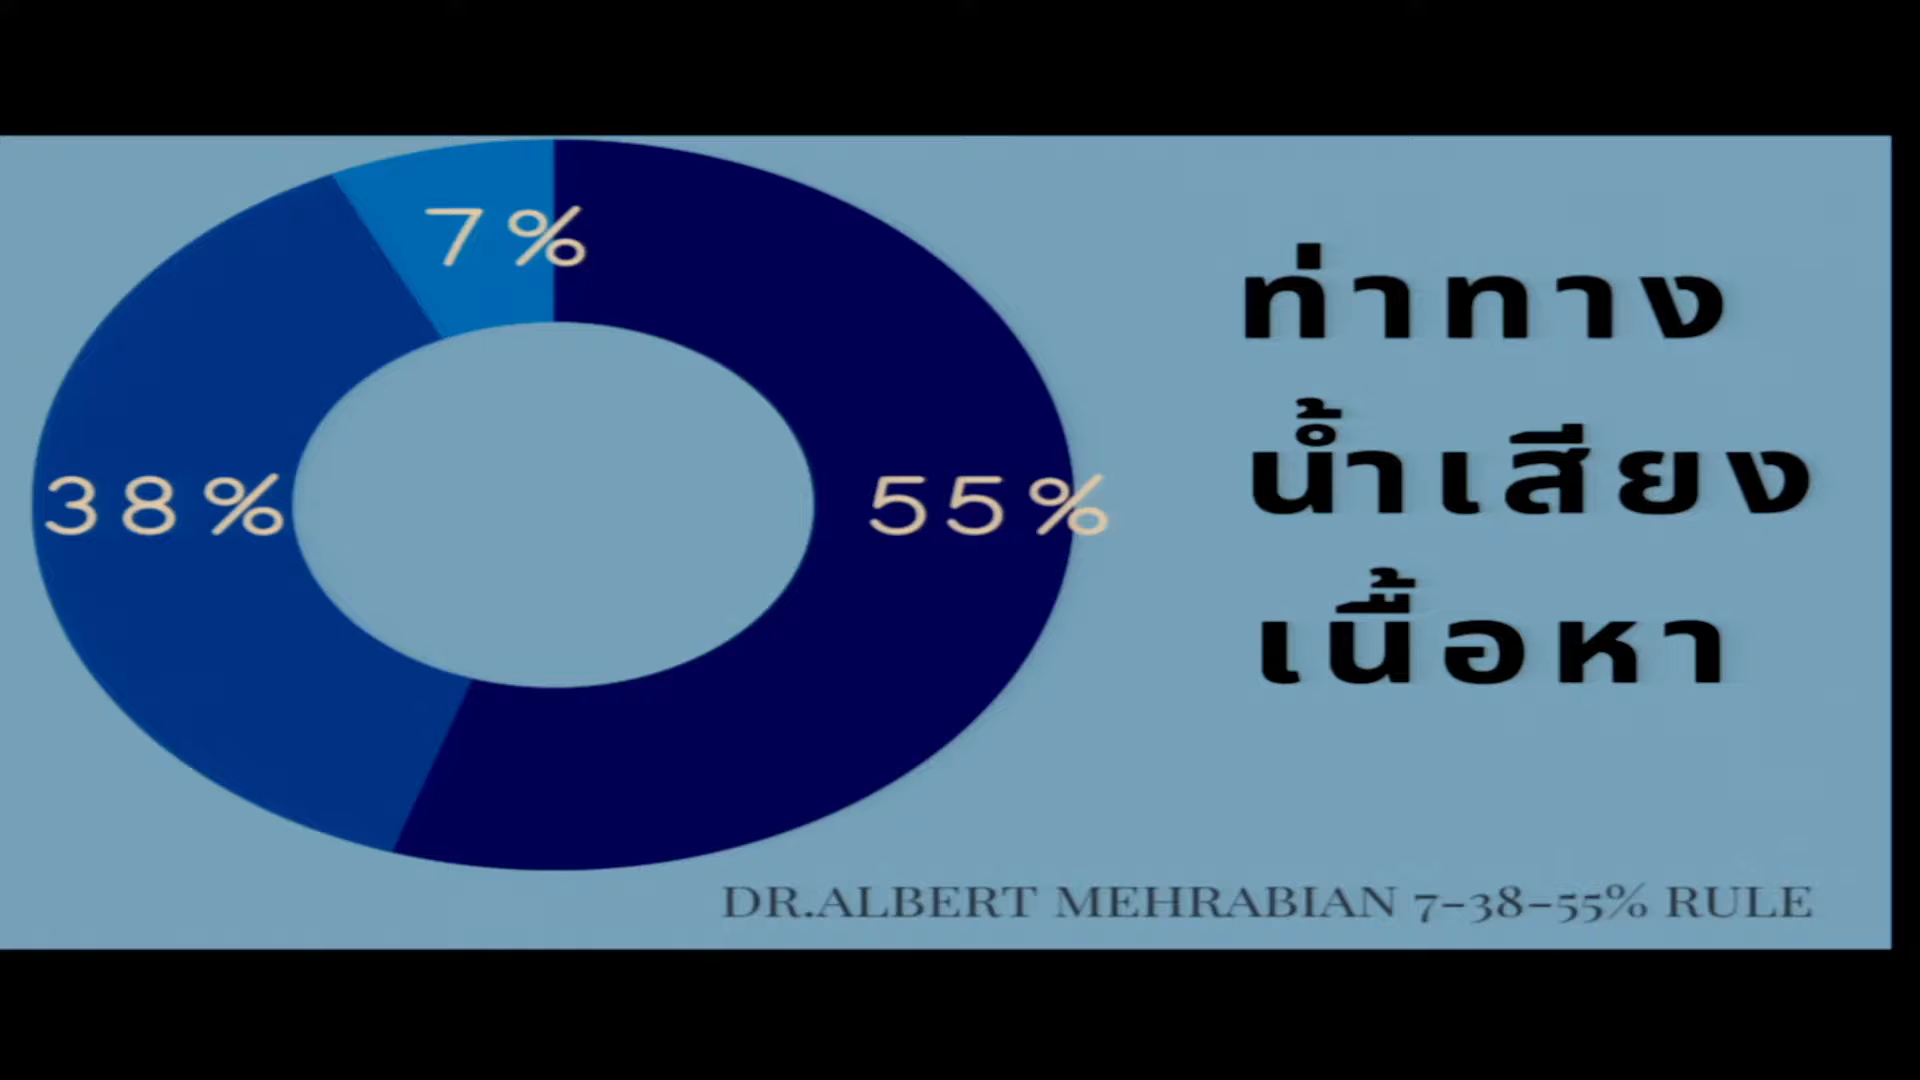 7%
38%
55%
ท่าทาง
น้ำเสียง
เนื้อหา
DR.ALBERT MEHRABIAN 7-38-55% RULE